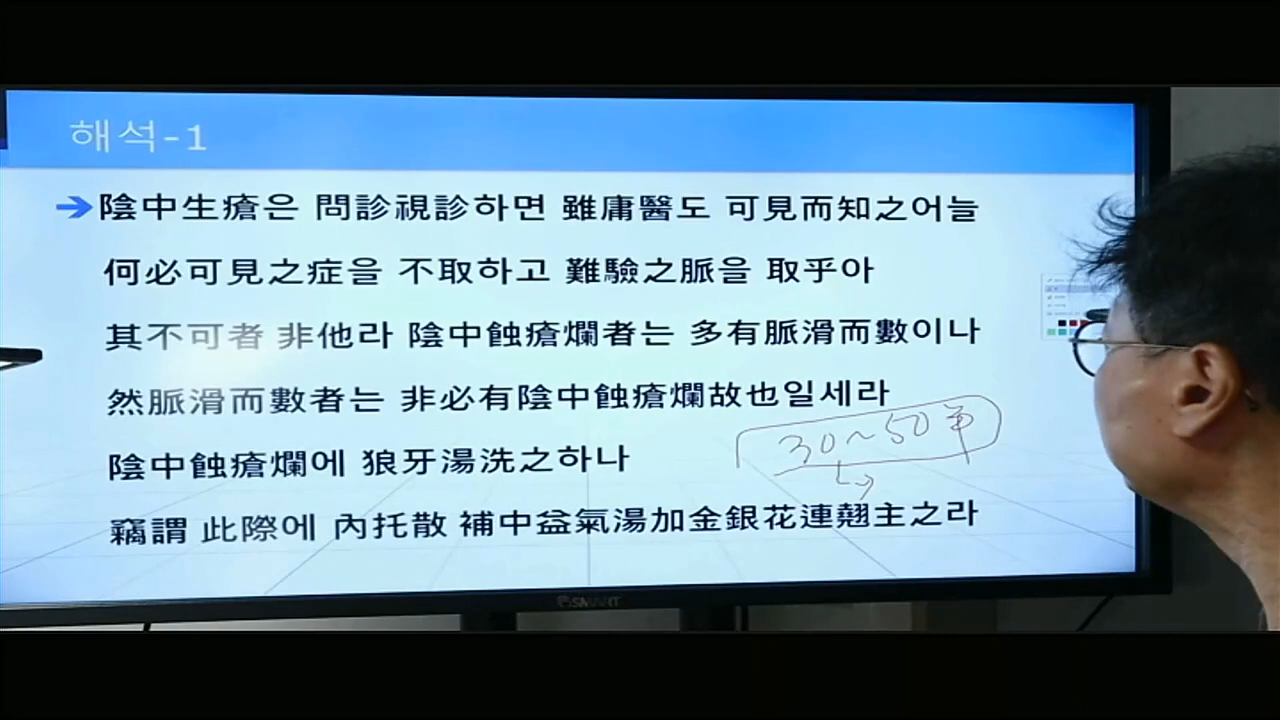 해석-1
➔陰中生瘡은 問診視診하면 雖庸醫도 可見而知之어늘
何必可見之症을 不取하고 難驗之脈을 取乎아
其不可者 非他라 陰中蝕瘡爛者는 多有脈滑而數이나
然脈滑而數者는 非必有陰中蝕瘡爛故也일세라
30~50
陰中蝕瘡爛에 狼牙湯洗之하나
竊謂 此際에 內托散 補中益氣湯加金銀花連翹主之라
SMART